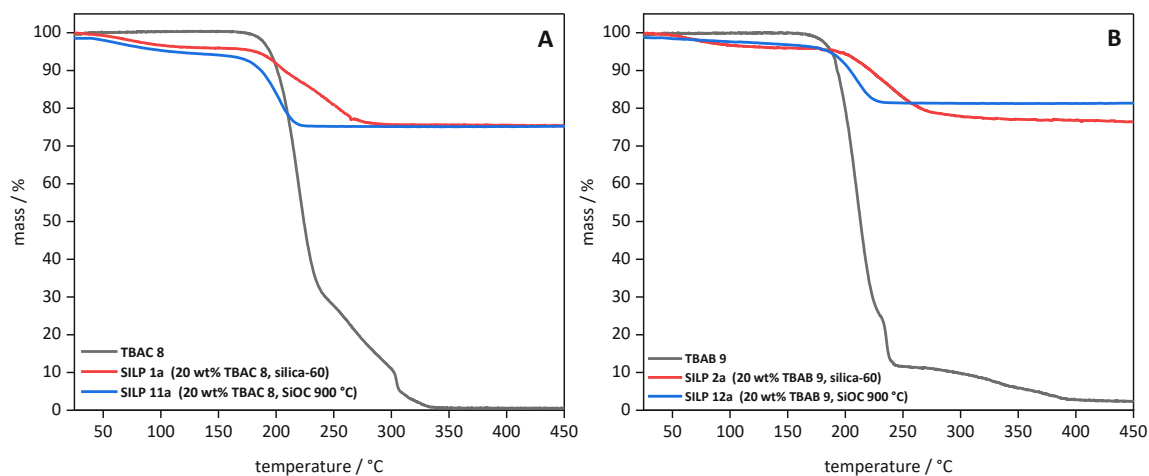 A
mass / %
100
90
80
70
60
50
40
30
20
10
0
TBAC 8
SILP 1a (20 wt% TBAC 8, silica-60)
SILP 11a (20 wt% TBAC 8, SiOC 900 °C)
50 100 150 200 250 300 350 400 450
temperature / °C
B
mass / %
100
90
80
70
60
50
40
30
20
10
0
TBAB 9
SILP 2a (20 wt% TBAB 9, silica-60)
SILP 12a (20 wt% TBAB 9, SiOC 900 °C)
50 100 150 200 250 300 350 400 450
temperature / °C